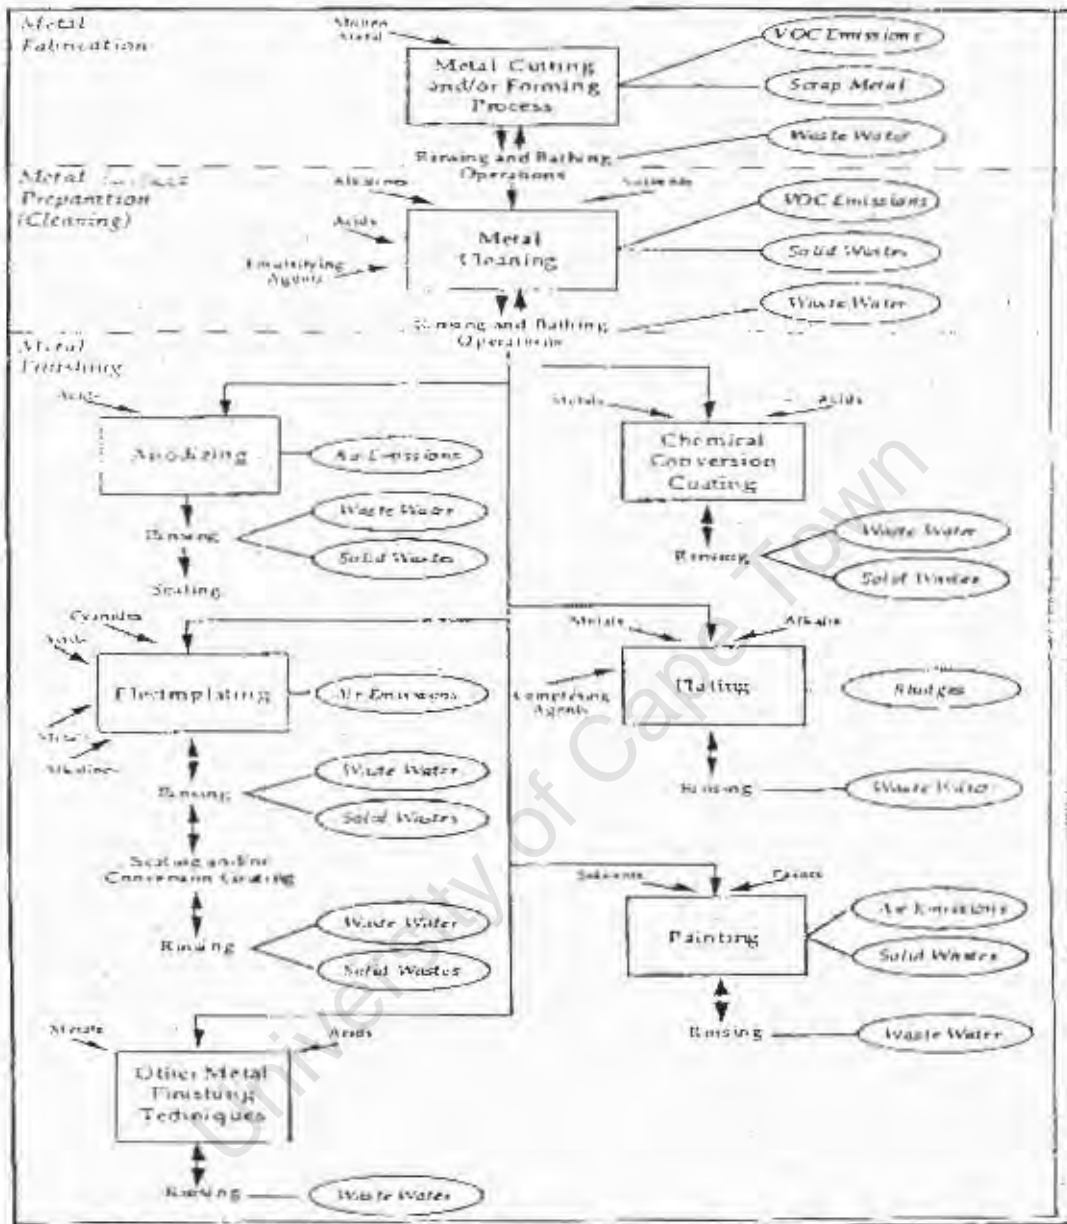 Metal
Fabrication
Molten
Metal
Metal Cutting
and/or Forming
Process
VOC Emissions
Scrap Metal
Waste Water
Rinsing and Bathing
Operations
Metal
Preparation
(Cleaning)
Alkalines
Solvents
Acids
Emulsifying
Agents
Metal
Cleaning
VOC Emissions
Solid Wastes
Waste Water
Rinsing and Bathing
Operations
Metal
Finishing
Acids
Anodizing
Air Emissions
Rinsing
Waste Water
Solid Wastes
Sealing
Metals
Acids
Chemical
Conversion
Coating
Rinsing
Waste Water
Solid Wastes
Cyanides
Acids
Electroplating
Metals
Alkalines
Air Emissions
Rinsing
Waste Water
Solid Wastes
Sealing and/or
Conversion Coating
Rinsing
Waste Water
Solid Wastes
Metals
Alkalis
Complexing
Agents
Plating
Sludges
Rinsing
Waste Water
Solvents
Paints
Painting
Air Emissions
Solid Wastes
Rinsing
Waste Water
Metals
Acids
Other Metal
Finishing
Techniques
Rinsing
Waste Water
University of Cape Town